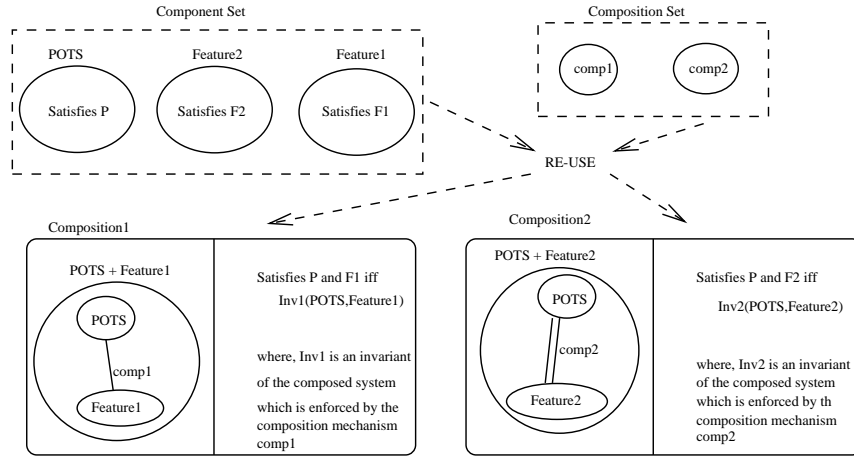 Component Set
POTS
Feature2
Feature1
Satisfies P
Satisfies F2
Satisfies F1
Composition Set
comp1
comp2
RE-USE
Composition1
POTS + Feature1
POTS
comp1
Feature1
Satisfies P and F1 iff
Inv1(POTS,Feature1)
where, Inv1 is an invariant
of the composed system
which is enforced by the
composition mechanism
comp1
Composition2
POTS + Feature2
POTS
comp2
Feature2
Satisfies P and F2 iff
Inv2(POTS,Feature2)
where, Inv2 is an invariant
of the composed system
which is enforced by th
composition mechanism
comp2